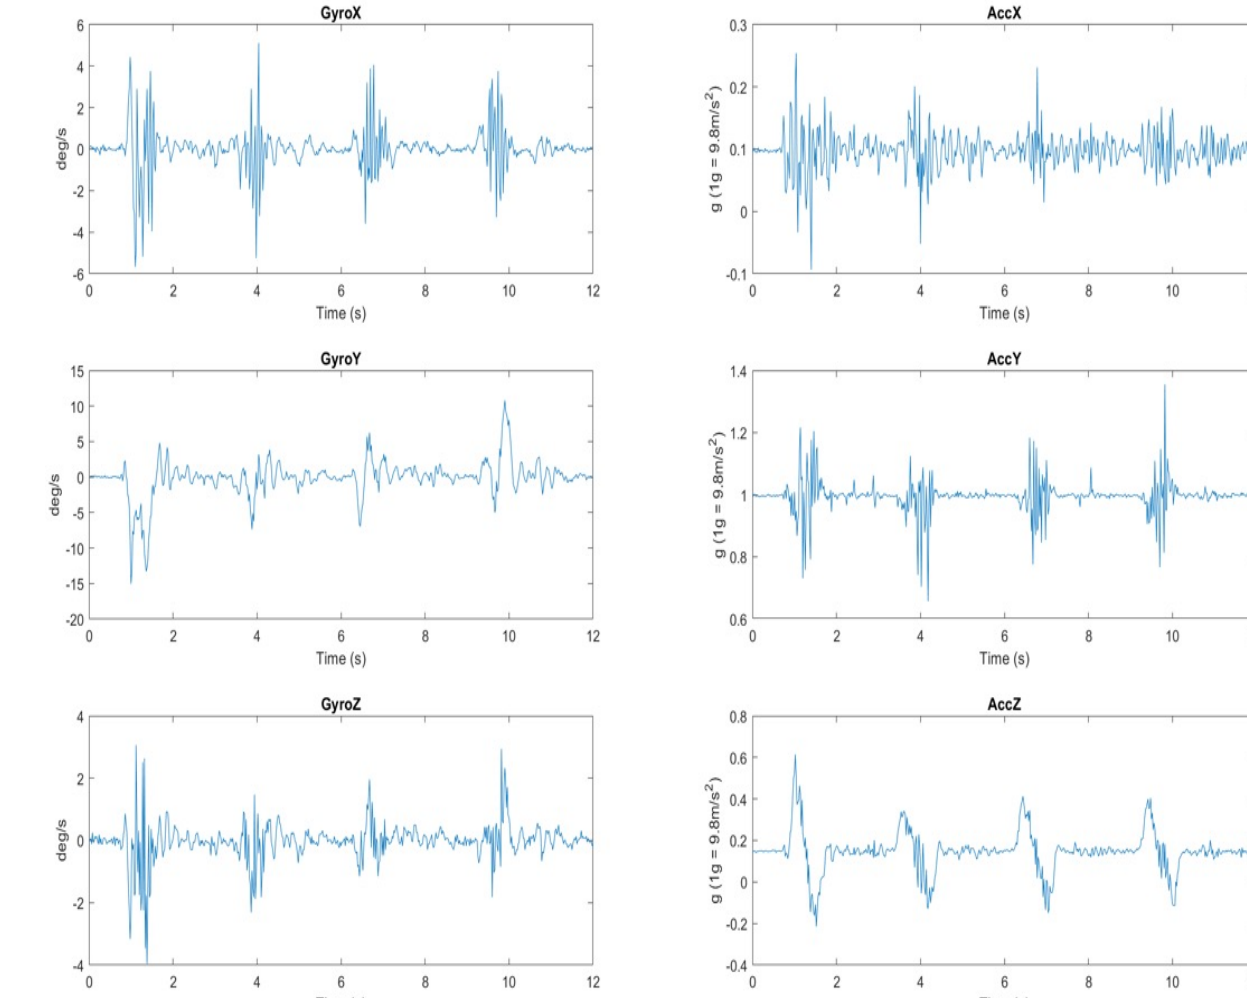 GyroX
6
4
2
0
-2
-4
-6
deg/s
0 2 4 6 8 10 12
Time (s)
AccX
0.3
0.2
0.1
0
-0.1
g (1g = 9.8m/s²)
0 2 4 6 8 10
Time (s)
GyroY
15
10
5
0
-5
-10
-15
-20
deg/s
0 2 4 6 8 10 12
Time (s)
AccY
1.4
1.2
1
0.8
0.6
g (1g = 9.8m/s²)
0 2 4 6 8 10
Time (s)
GyroZ
4
2
0
-2
-4
deg/s
0 2 4 6 8 10 12
AccZ
0.8
0.6
0.4
0.2
0
-0.2
-0.4
g (1g = 9.8m/s²)
0 2 4 6 8 10